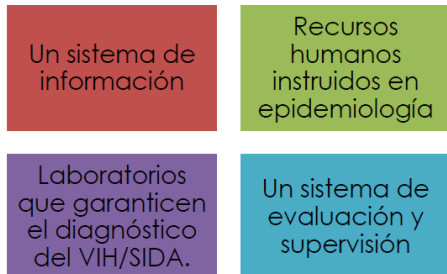 Un sistema de
información
Recursos
humanos
instruidos en
epidemiología
Laboratorios
que garanticen
el diagnóstico
del VIH/SIDA.
Un sistema de
evaluación y
supervisión